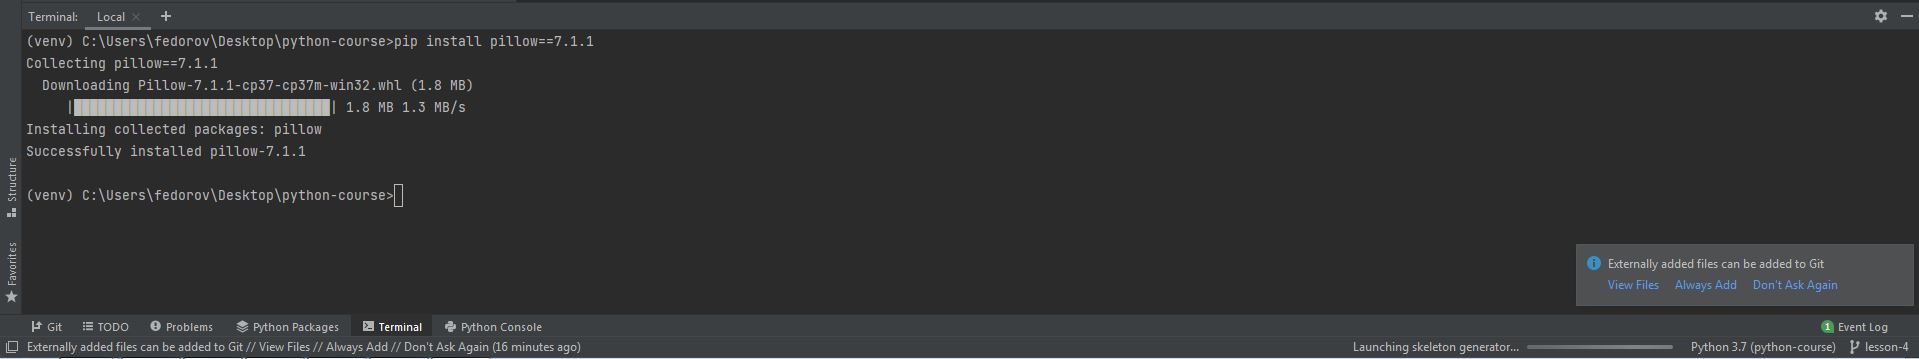 Terminal: Local × +
(venv) C:\Users\fedorov\Desktop\python-course>pip install pillow==7.1.1
Collecting pillow==7.1.1
Downloading Pillow-7.1.1-cp37-cp37m-win32.whl (1.8 MB)
|████████████████████████████████| 1.8 MB 1.3 MB/s
Installing collected packages: pillow
Successfully installed pillow-7.1.1
(venv) C:\Users\fedorov\Desktop\python-course>
Structure
Favorites
Externally added files can be added to Git
View Files Always Add Don't Ask Again
Git TODO Problems Python Packages Terminal Python Console 1 Event Log
Externally added files can be added to Git // View Files // Always Add // Don't Ask Again (16 minutes ago) Launching skeleton generator... Python 3.7 (python-course) lesson-4